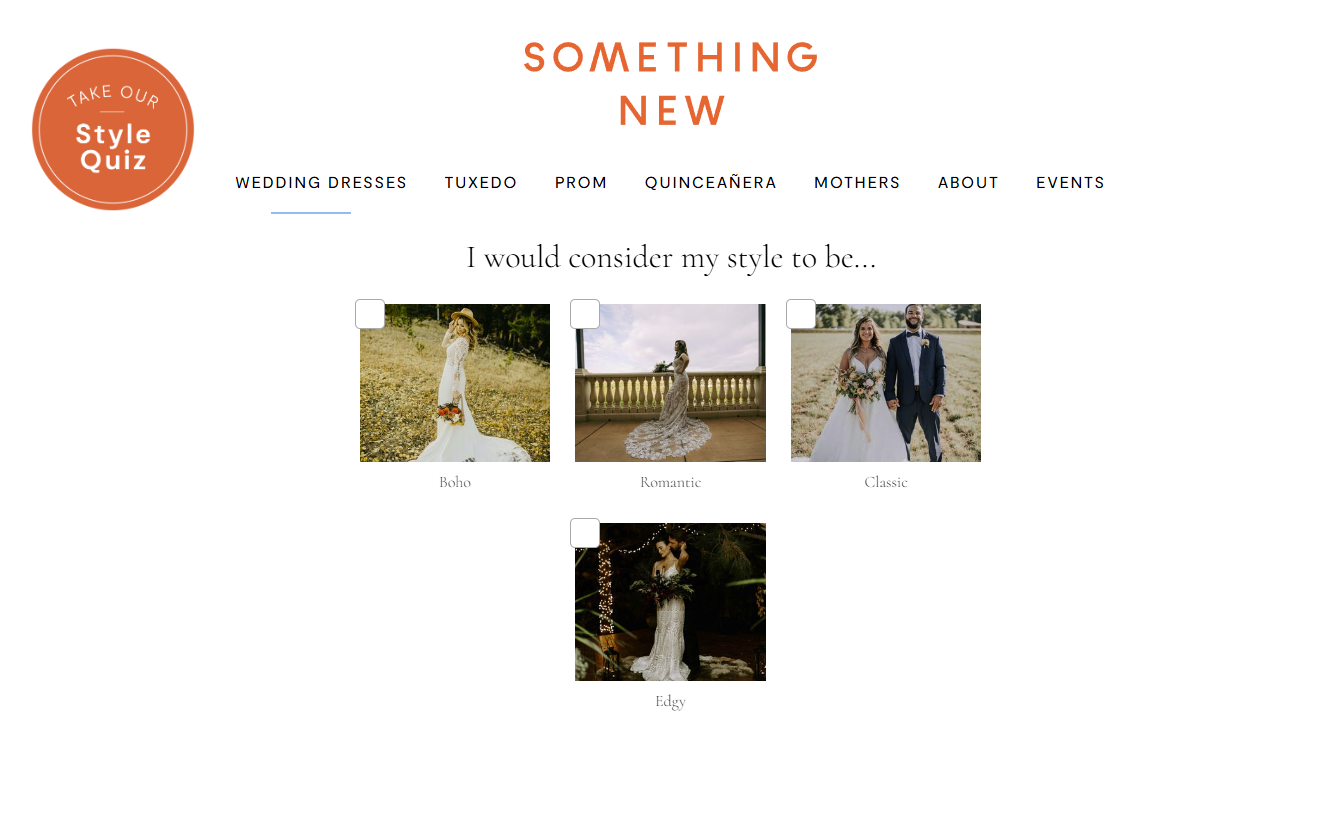 TAKE OUR
Style
Quiz
SOMETHING
NEW
WEDDING DRESSES TUXEDO PROM QUINCEAÑERA MOTHERS ABOUT EVENTS
I would consider my style to be...
Boho Romantic Classic
Edgy